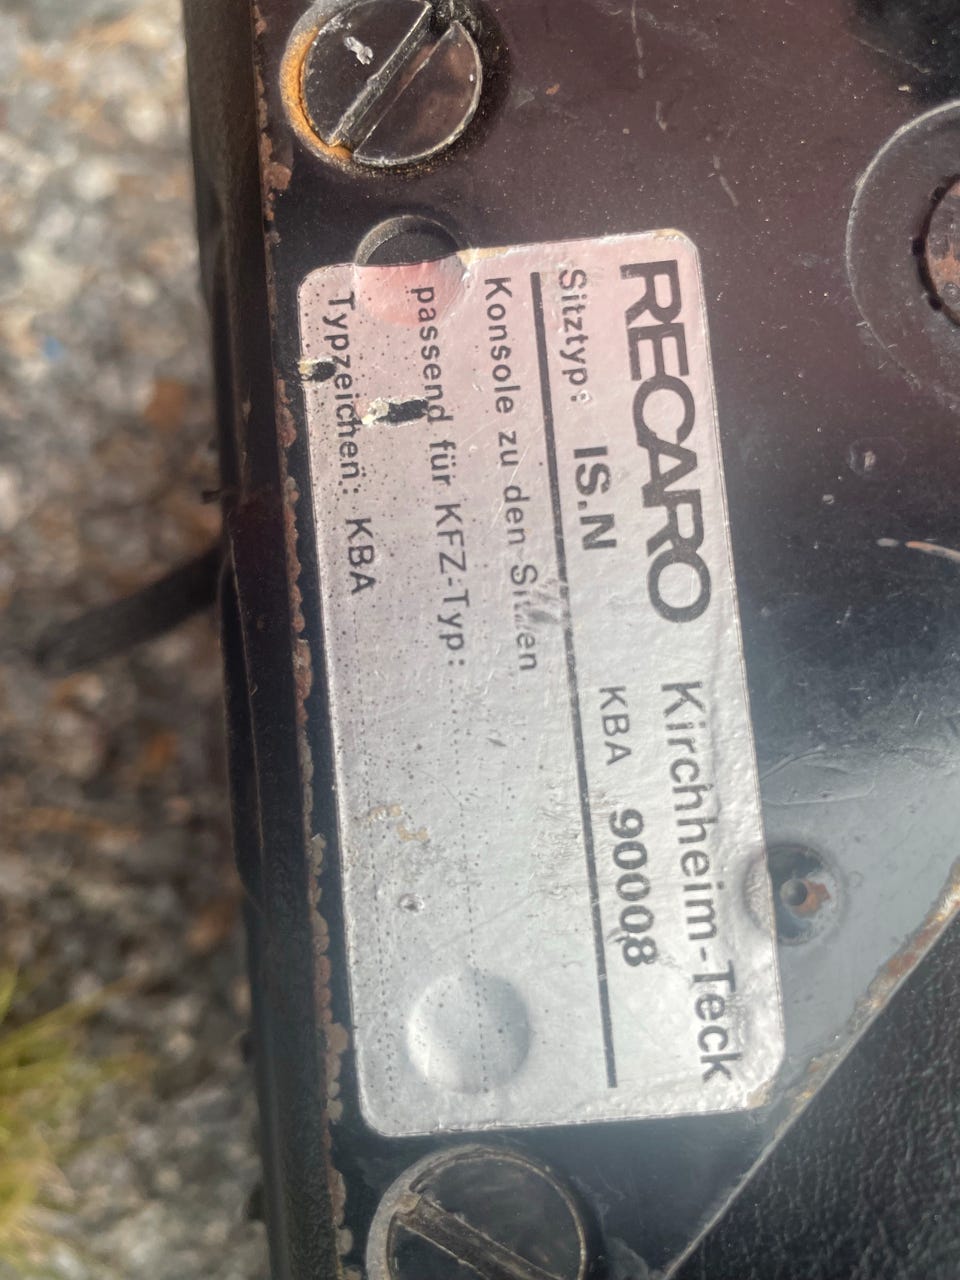 RECARO Kirchheim-Teck
Sitztyp: IS.N KBA 90008
Konsole zu den Sitzen
passend für KFZ-Typ:
Typzeichen: KBA